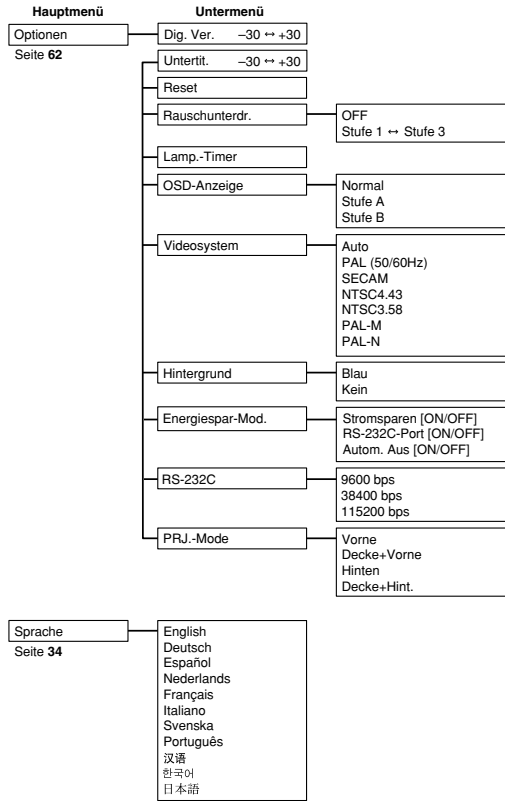 Hauptmenü Untermenü
Optionen
Seite 62
Dig. Ver. –30 ↔ +30
Untertit. –30 ↔ +30
Reset
Rauschunterdr.
OFF
Stufe 1 ↔ Stufe 3
Lamp.-Timer
OSD-Anzeige
Normal
Stufe A
Stufe B
Videosystem
Auto
PAL (50/60Hz)
SECAM
NTSC4.43
NTSC3.58
PAL-M
PAL-N
Hintergrund
Blau
Kein
Energiespar-Mod.
Stromsparen [ON/OFF]
RS-232C-Port [ON/OFF]
Autom. Aus [ON/OFF]
RS-232C
9600 bps
38400 bps
115200 bps
PRJ.-Mode
Vorne
Decke+Vorne
Hinten
Decke+Hint.
Sprache
Seite 34
English
Deutsch
Español
Nederlands
Français
Italiano
Svenska
Português
汉语
한국어
日本語